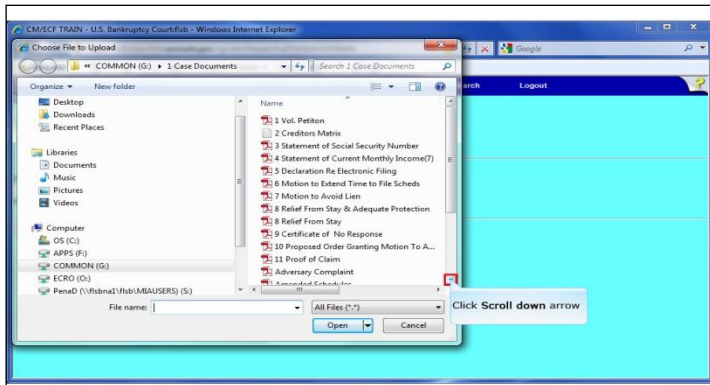 CM/ECF TRAIN - U.S. Bankruptcy Court:flsb - Windows Internet Explorer
Choose File to Upload
Google
« COMMON (G:) ▸ 1 Case Documents
Search 1 Case Documents
Organize
New folder
arch
Logout
Desktop
Downloads
Recent Places
Libraries
Documents
Music
Pictures
Videos
Computer
OS (C:)
APPS (F:)
COMMON (G:)
ECRO (O:)
PenaD (\\flsbna1\flsb\MIAUSERS) (S:)
Name
1 Vol. Petiton
2 Creditors Matrix
3 Statement of Social Security Number
4 Statement of Current Monthly Income(7)
5 Declaration Re Electronic Filing
6 Motion to Extend Time to File Scheds
7 Motion to Avoid Lien
8 Relief From Stay & Adequate Protection
8 Relief From Stay
9 Certificate of No Response
10 Proposed Order Granting Motion To A...
11 Proof of Claim
Adversary Complaint
Amended Schedules
Click Scroll down arrow
File name:
All Files (*.*)
Open
Cancel